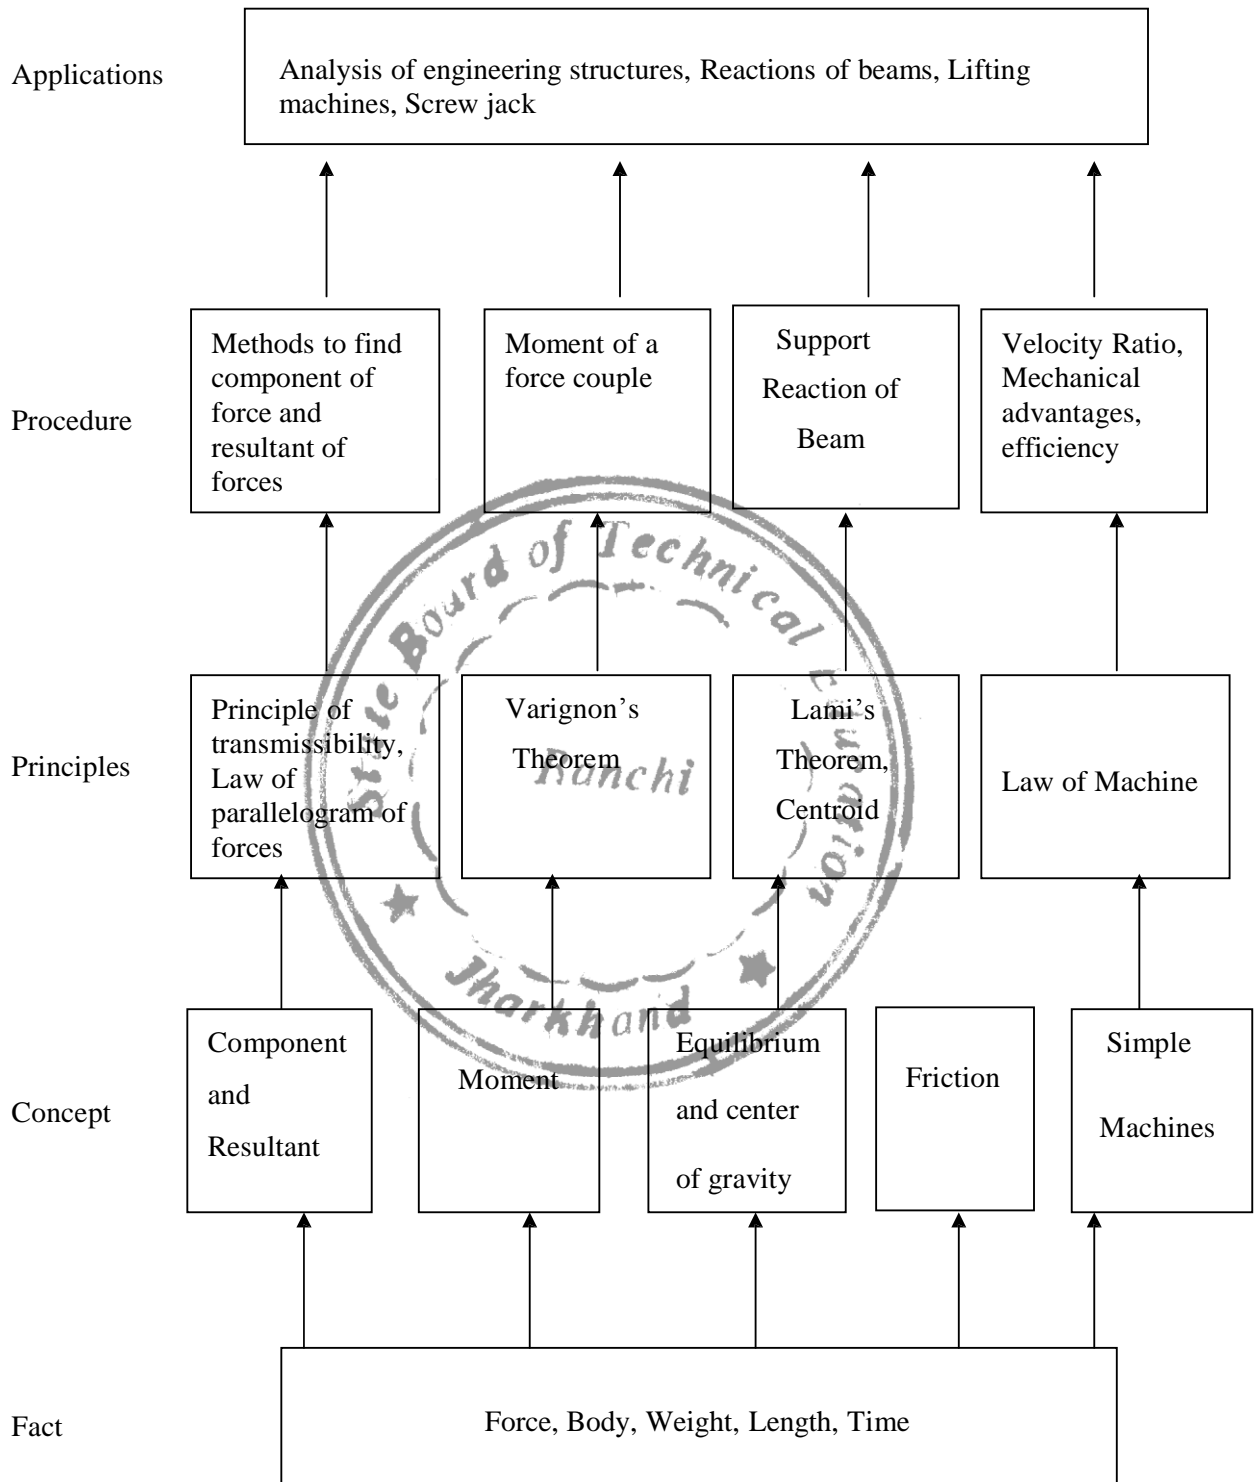 Applications
Analysis of engineering structures, Reactions of beams, Lifting
machines, Screw jack
Procedure
Methods to find
component of
force and
resultant of
forces
Moment of a
force couple
Support
Reaction of
Beam
Velocity Ratio,
Mechanical
advantages,
efficiency
State Board of Technical Education
Ranchi
Jharkhand
Principles
Principle of
transmissibility,
Law of
parallelogram of
forces
Varignon's
Theorem
Lami's
Theorem,
Centroid
Law of Machine
Concept
Component
and
Resultant
Moment
Equilibrium
and center
of gravity
Friction
Simple
Machines
Fact
Force, Body, Weight, Length, Time